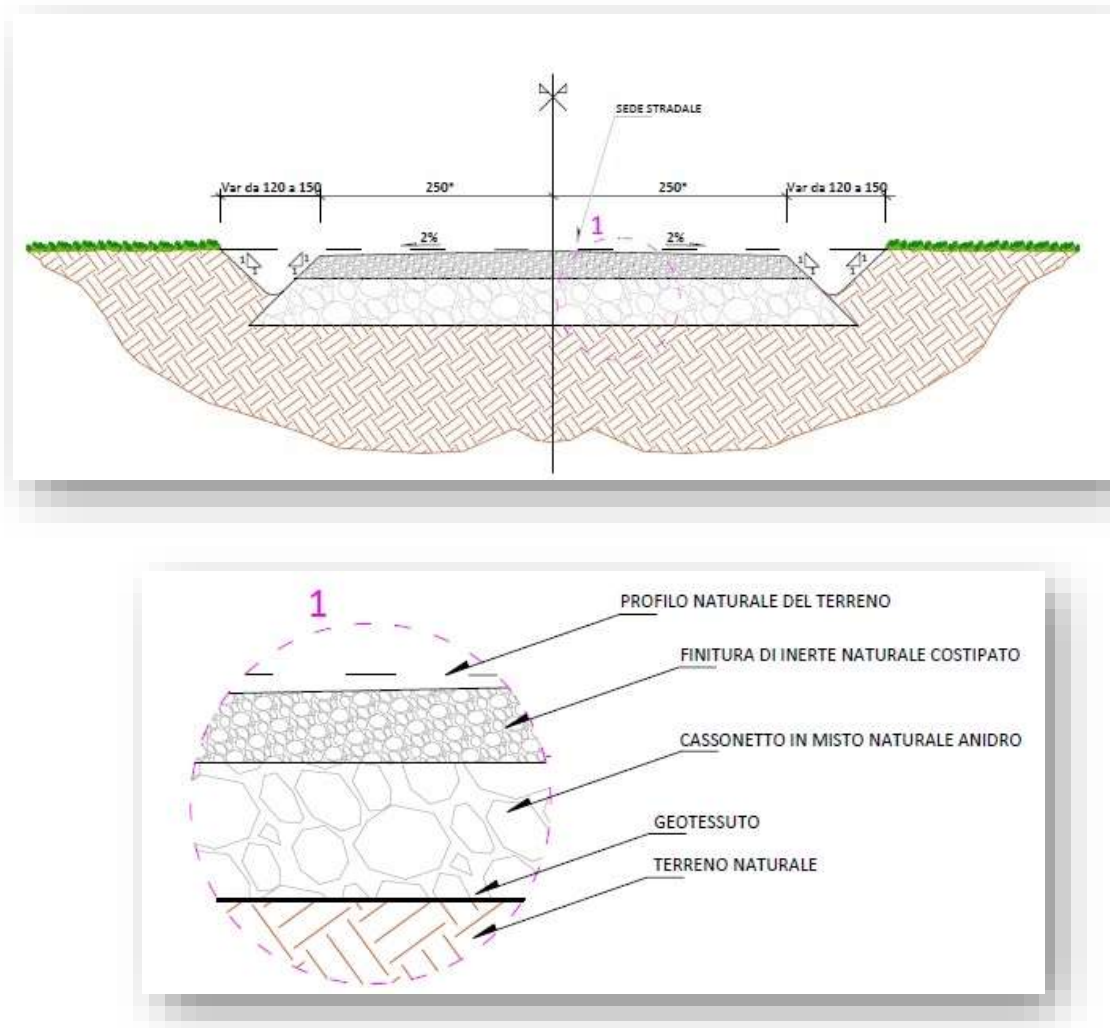 SEDE STRADALE
Var da 120 a 150
250*
250*
Var da 120 a 150
1
2%
2%
1
1
1
1
1
1
1
1
1
PROFILO NATURALE DEL TERRENO
FINITURA DI INERTE NATURALE COSTIPATO
CASSONETTO IN MISTO NATURALE ANIDRO
GEOTESSUTO
TERRENO NATURALE